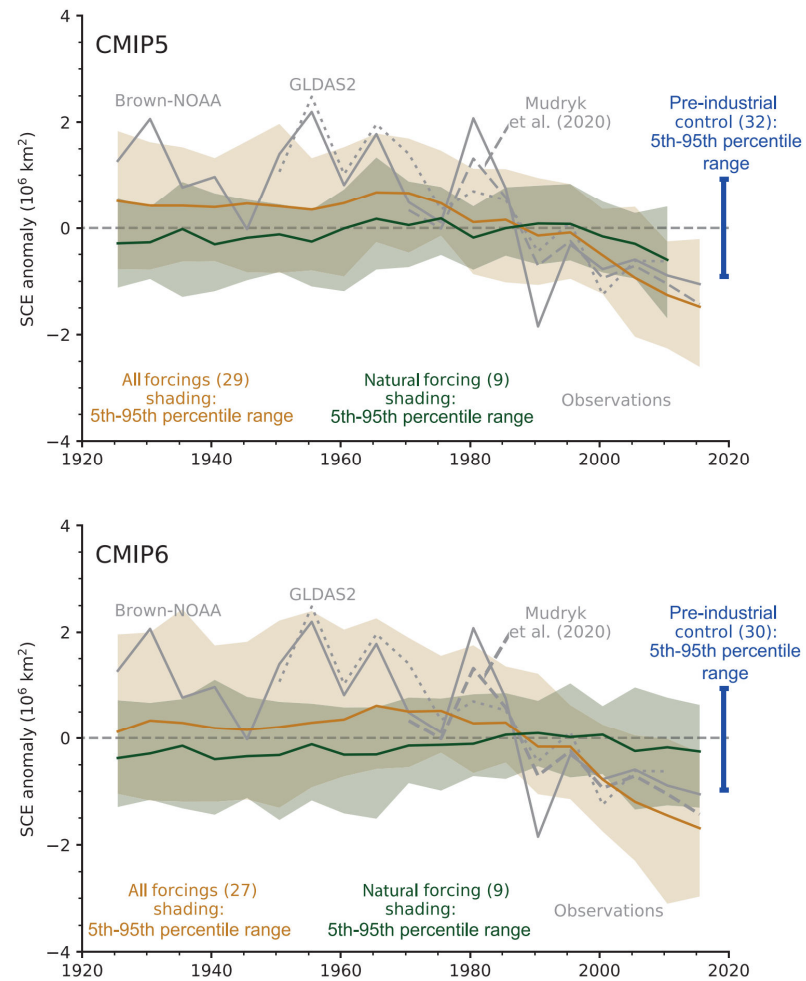 CMIP5
GLDAS2
Brown-NOAA
Mudryk
et al. (2020)
Pre-industrial
control (32):
5th-95th percentile
range
SCE anomaly (10⁶ km²)
4
2
0
−2
−4
All forcings (29)
shading:
5th-95th percentile range
Natural forcing (9)
shading:
5th-95th percentile range
Observations
1920
1940
1960
1980
2000
2020
CMIP6
GLDAS2
Brown-NOAA
Mudryk
et al. (2020)
Pre-industrial
control (30):
5th-95th percentile
range
SCE anomaly (10⁶ km²)
4
2
0
−2
−4
All forcings (27)
shading:
5th-95th percentile range
Natural forcing (9)
shading:
5th-95th percentile range
Observations
1920
1940
1960
1980
2000
2020